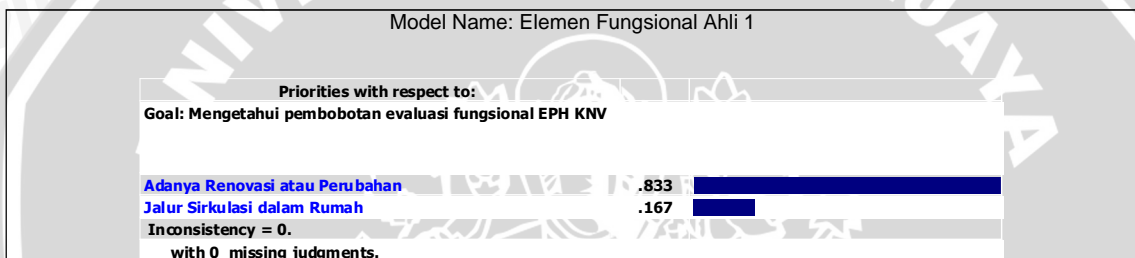 Model Name: Elemen Fungsional Ahli 1
Priorities with respect to:
Goal: Mengetahui pembobotan evaluasi fungsional EPH KNV
Adanya Renovasi atau Perubahan .833
Jalur Sirkulasi dalam Rumah .167
Inconsistency = 0.
with 0 missing judgments.